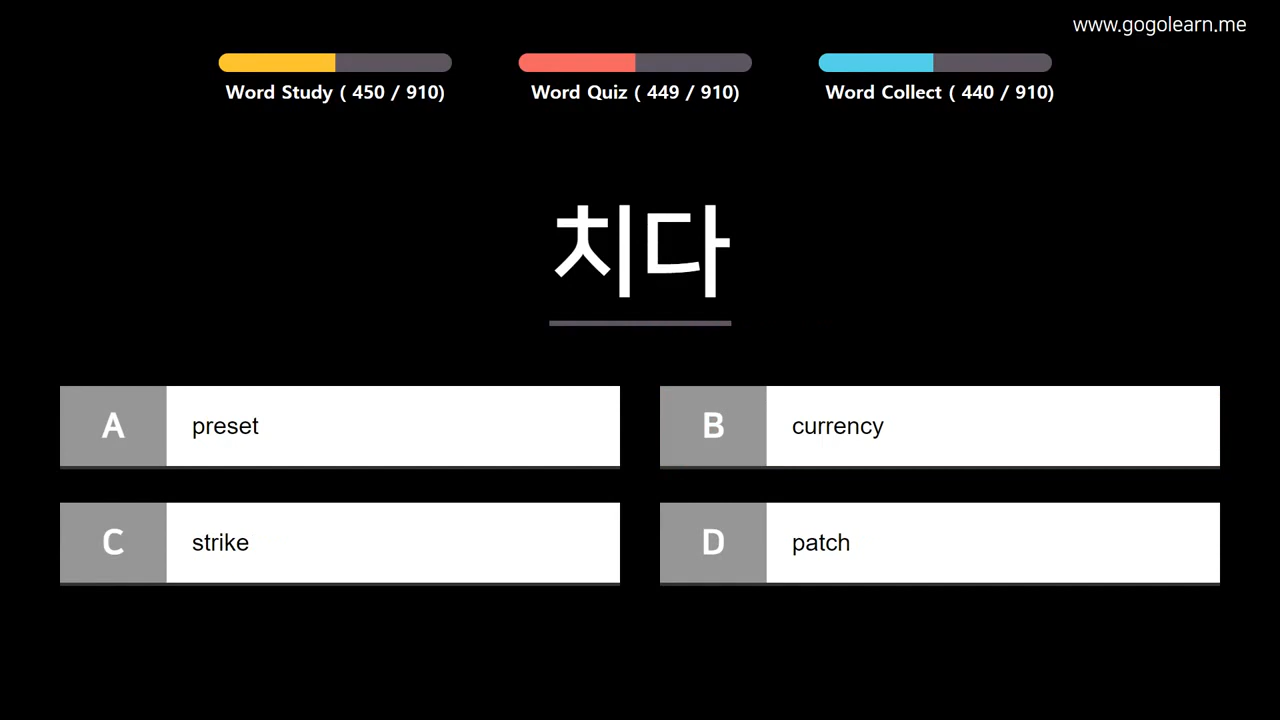 www.gogolearn.me
Word Study ( 450 / 910)
Word Quiz ( 449 / 910)
Word Collect ( 440 / 910)
치다
A preset
B currency
C strike
D patch